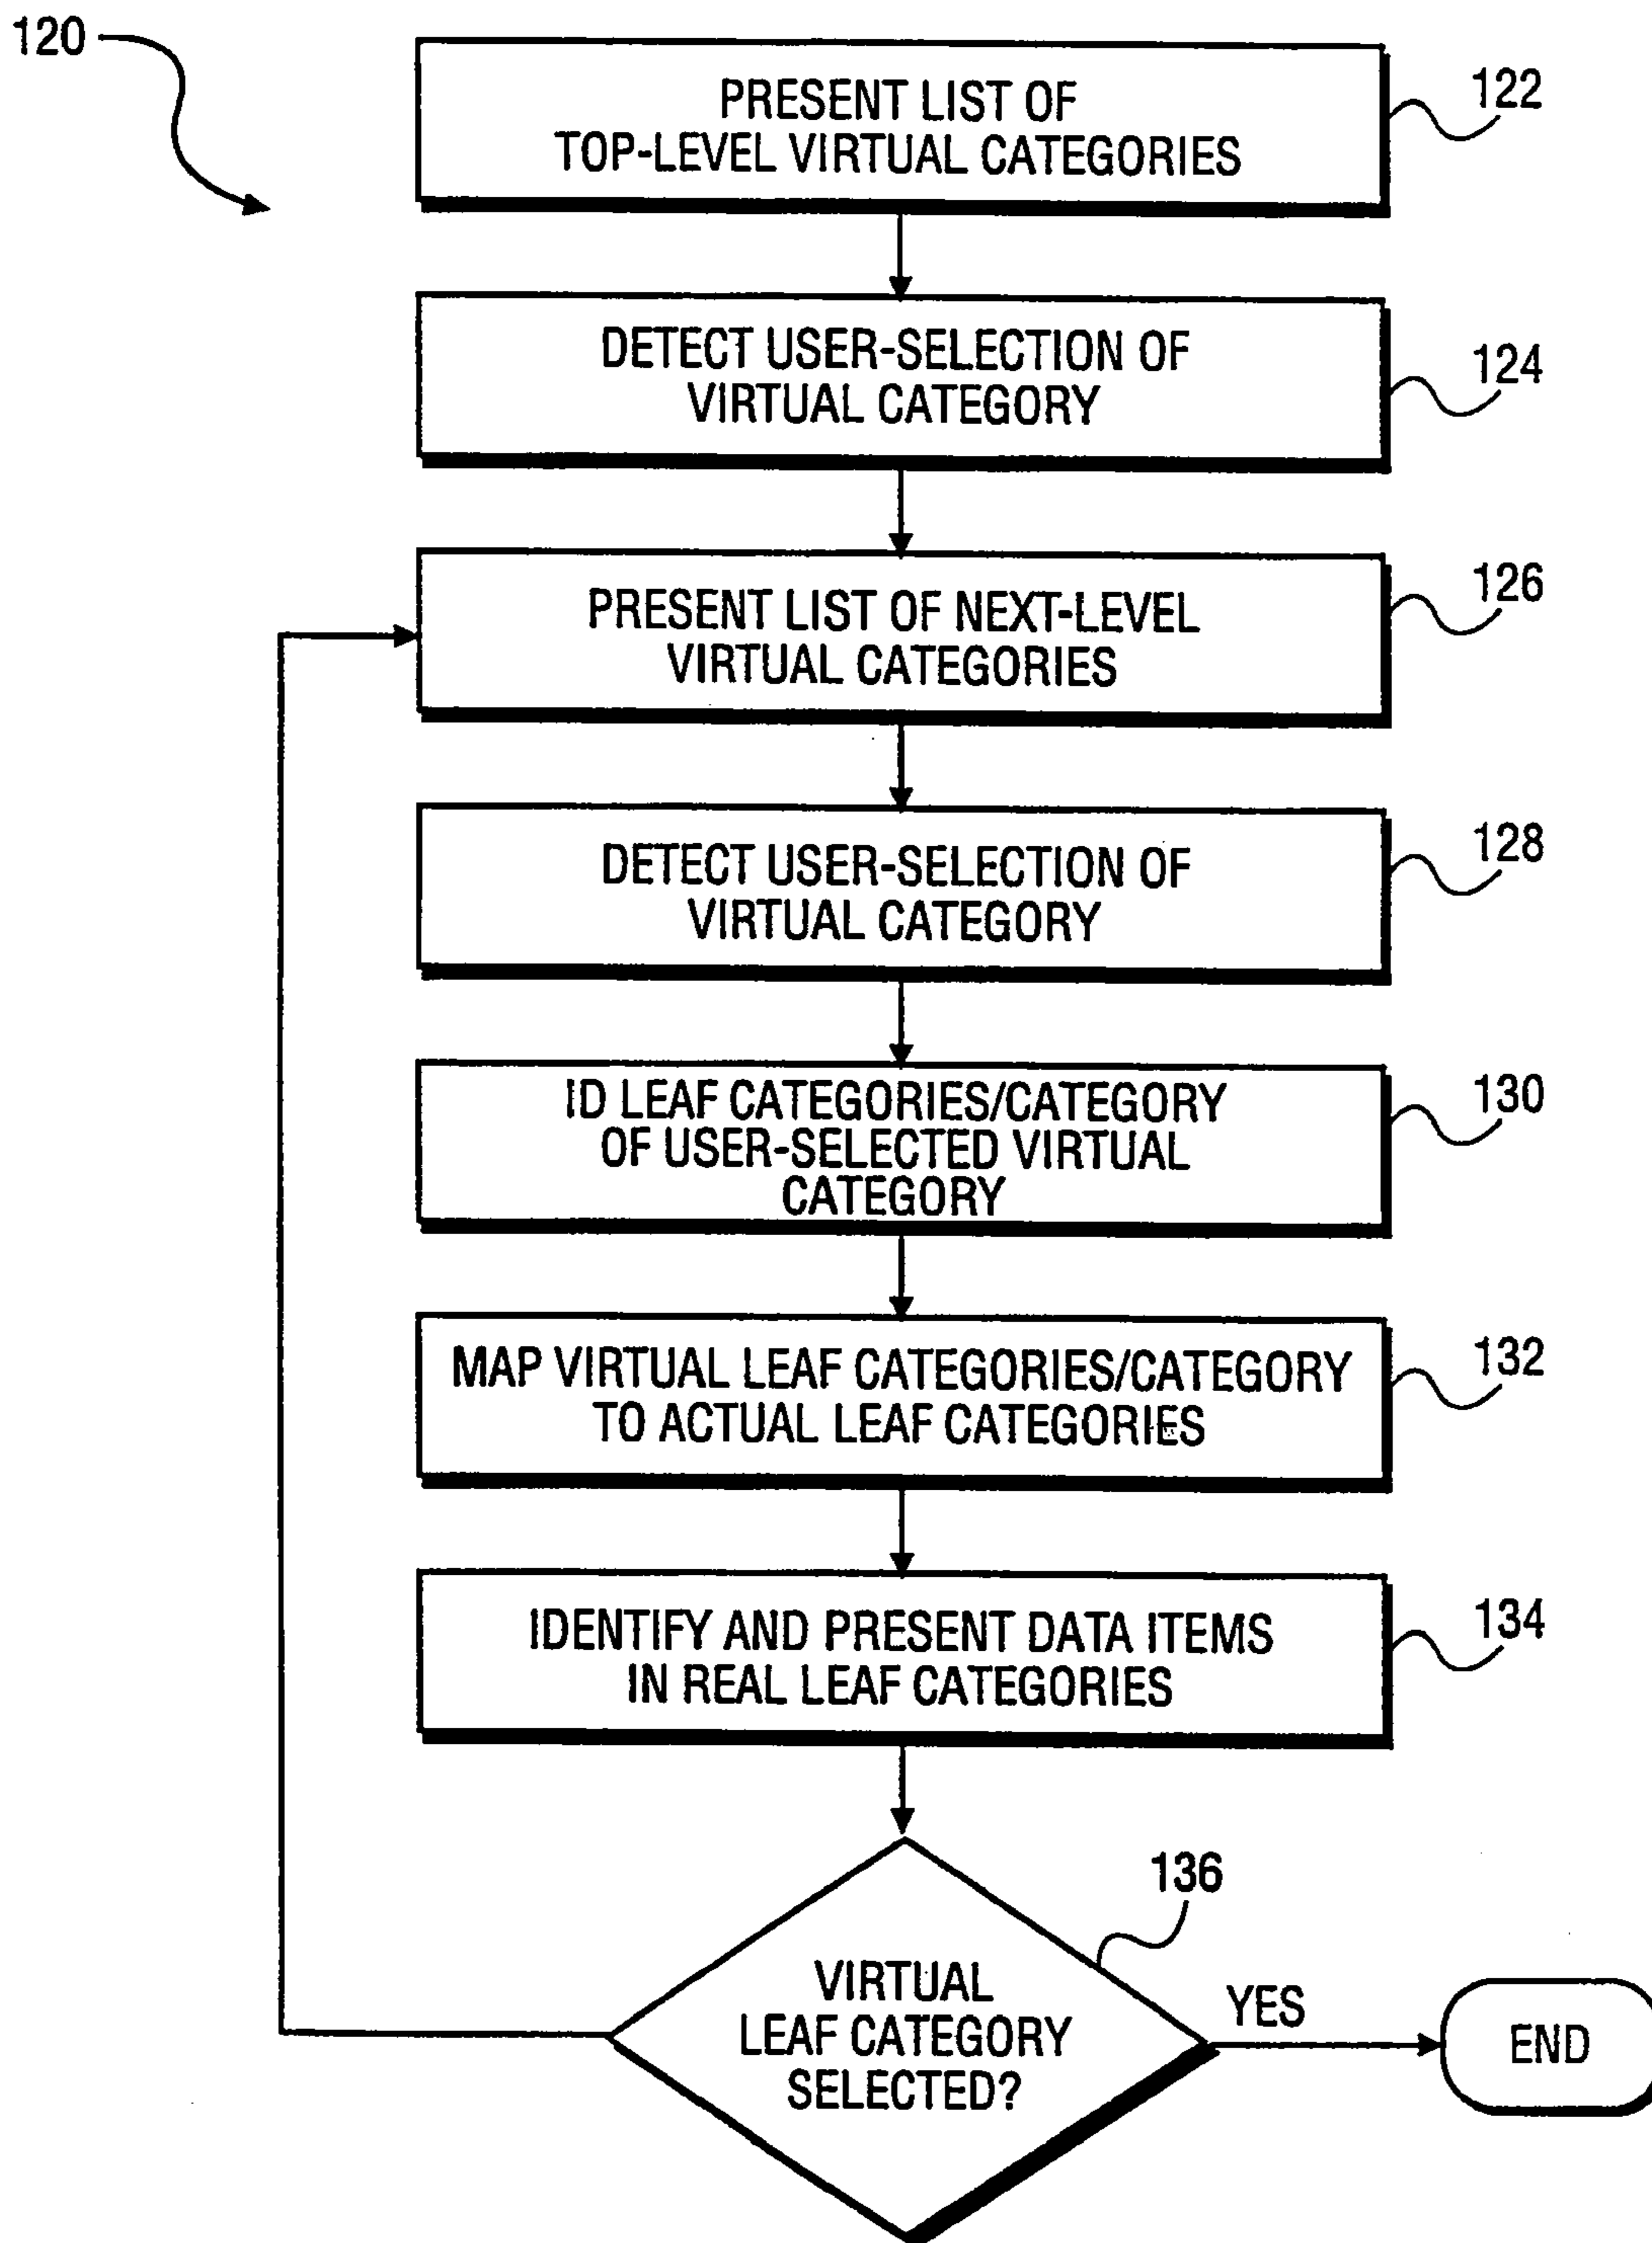 120
PRESENT LIST OF
TOP-LEVEL VIRTUAL CATEGORIES
122
DETECT USER-SELECTION OF
VIRTUAL CATEGORY
124
PRESENT LIST OF NEXT-LEVEL
VIRTUAL CATEGORIES
126
DETECT USER-SELECTION OF
VIRTUAL CATEGORY
128
ID LEAF CATEGORIES/CATEGORY
OF USER-SELECTED VIRTUAL
CATEGORY
130
MAP VIRTUAL LEAF CATEGORIES/CATEGORY
TO ACTUAL LEAF CATEGORIES
132
IDENTIFY AND PRESENT DATA ITEMS
IN REAL LEAF CATEGORIES
134
136
VIRTUAL
LEAF CATEGORY
SELECTED?
YES
END